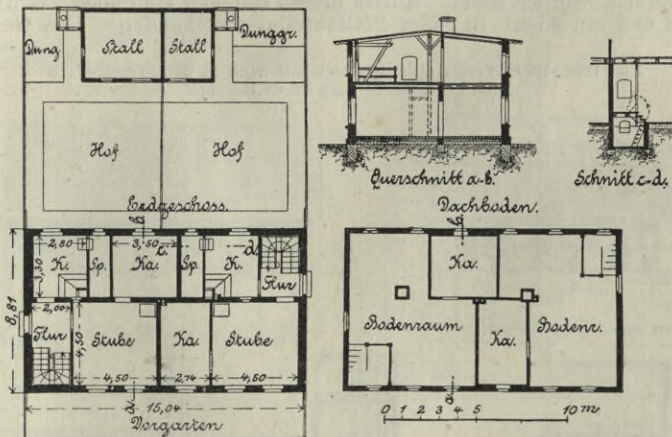 Dung
Stall
Stall
Dunggr.
Hof
Hof
Querschnitt a-b.
Schnitt c-d.
Erdgeschoss.
b
Dachboden.
b
2,80
3,50
c.
d.
3,30
K.
Sp.
Ka.
Sp.
K.
Flur
Ka.
8,81
2,00
Flur
4,50
Stube
Ka.
Stube
Bodenraum
Ka.
Bodenr.
4,50
2,74
4,50
a
a
15,04
0 1 2 3 4 5 10 m.
Vorgarten